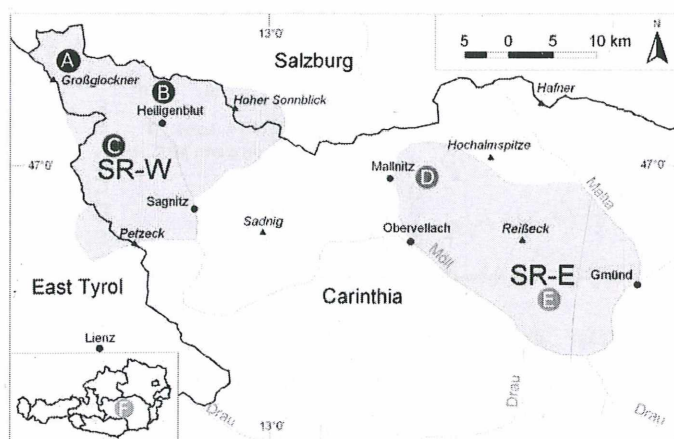 13°0'
Salzburg
5 0 5 10 km
N
A
Großglockner
B
Heiligenblut
Hoher Sonnblick
Hafner
C
47°0'
SR-W
Hochalmspitze
47°0'
Mallnitz
D
Malta
Sagnitz
Sadnig
Obervellach
Reißeck
Petzeck
Möll
SR-E
Gmünd
East Tyrol
Carinthia
E
Lienz
F
Drau
13°0'
Drau
Drau